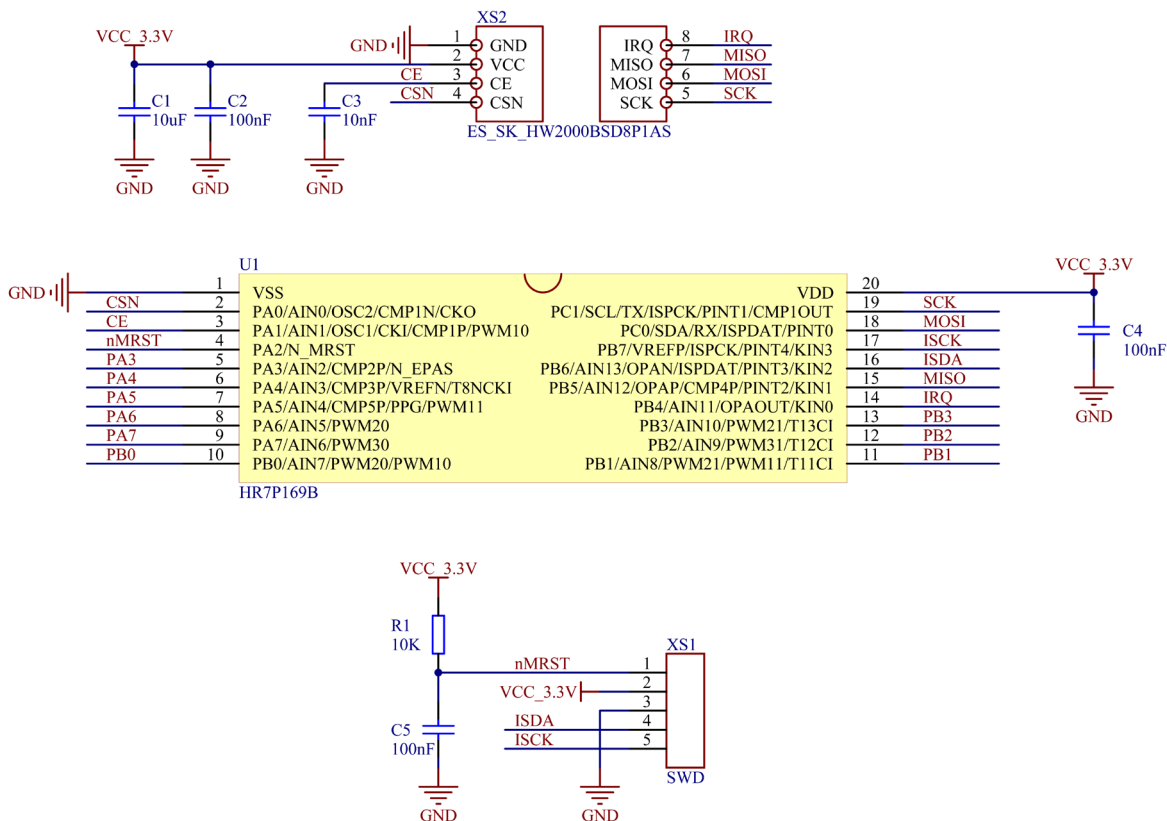 XS2
VCC_3.3V
GND 1 GND IRQ 8 IRQ
2 VCC MISO 7 MISO
CE 3 CE MOSI 6 MOSI
CSN 4 CSN SCK 5 SCK
C1 C2 C3
10uF 100nF 10nF
ES_SK_HW2000BSD8P1AS
GND GND GND
U1
VCC_3.3V
GND 1 VSS VDD 20
CSN 2 PA0/AIN0/OSC2/CMP1N/CKO PC1/SCL/TX/ISPCK/PINT1/CMP1OUT 19 SCK
CE 3 PA1/AIN1/OSC1/CKI/CMP1P/PWM10 PC0/SDA/RX/ISPDAT/PINT0 18 MOSI
nMRST 4 PA2/N_MRST PB7/VREFP/ISPCK/PINT4/KIN3 17 ISCK
PA3 5 PA3/AIN2/CMP2P/N_EPAS PB6/AIN13/OPAN/ISPDAT/PINT3/KIN2 16 ISDA
PA4 6 PA4/AIN3/CMP3P/VREFN/T8NCKI PB5/AIN12/OPAP/CMP4P/PINT2/KIN1 15 MISO
PA5 7 PA5/AIN4/CMP5P/PPG/PWM11 PB4/AIN11/OPAOUT/KIN0 14 IRQ
PA6 8 PA6/AIN5/PWM20 PB3/AIN10/PWM21/T13CI 13 PB3
PA7 9 PA7/AIN6/PWM30 PB2/AIN9/PWM31/T12CI 12 PB2
PB0 10 PB0/AIN7/PWM20/PWM10 PB1/AIN8/PWM21/PWM11/T11CI 11 PB1
C4
100nF
GND
HR7P169B
VCC_3.3V
R1
10K
XS1
nMRST 1
VCC_3.3V 2
3
ISDA 4
ISCK 5
C5
100nF
SWD
GND GND